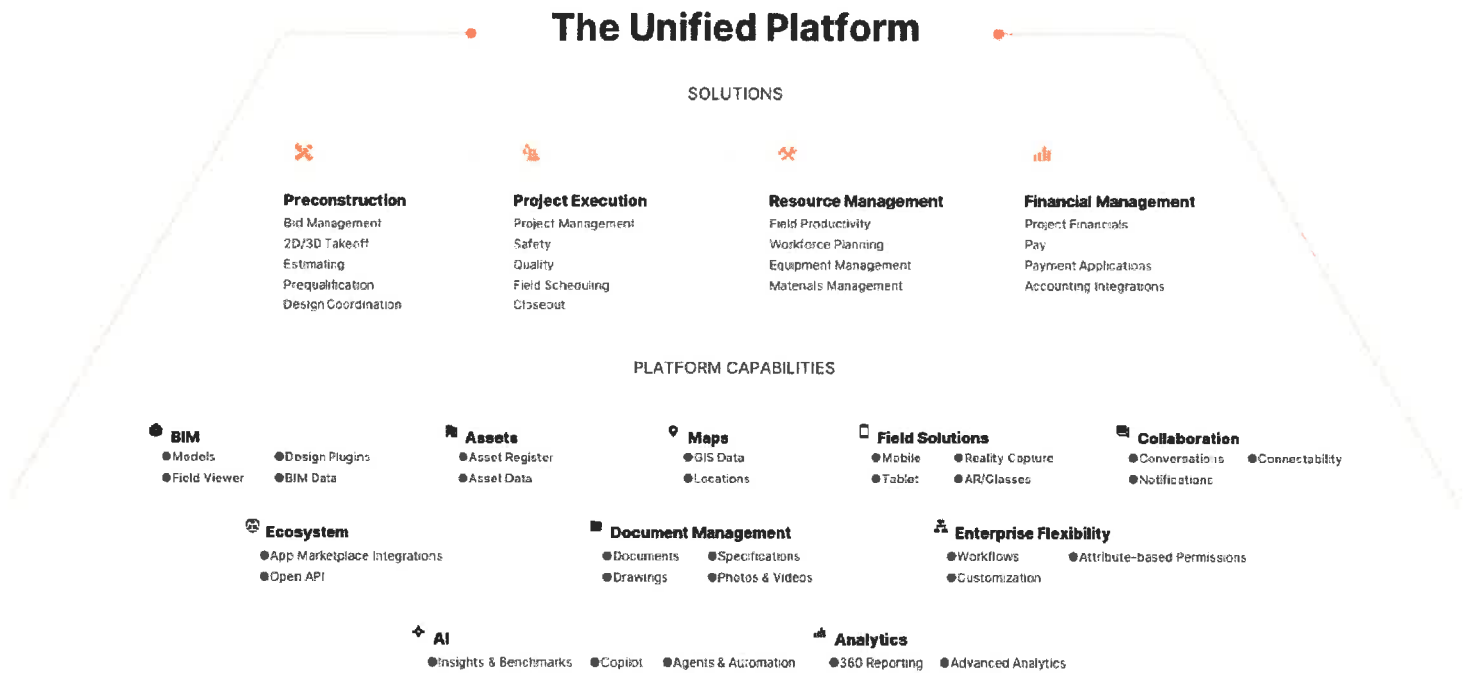 The Unified Platform
SOLUTIONS
Preconstruction
Bid Management
2D/3D Takeoff
Estimating
Prequalification
Design Coordination
Project Execution
Project Management
Safety
Quality
Field Scheduling
Closeout
Resource Management
Field Productivity
Workforce Planning
Equipment Management
Materials Management
Financial Management
Project Financials
Pay
Payment Applications
Accounting Integrations
PLATFORM CAPABILITIES
BIM
Models
Design Plugins
Field Viewer
BIM Data
Assets
Asset Register
Asset Data
Maps
GIS Data
Locations
Field Solutions
Mobile
Reality Capture
Tablet
AR/Glasses
Collaboration
Conversations
Connectability
Notifications
Ecosystem
App Marketplace Integrations
Open API
Document Management
Documents
Specifications
Drawings
Photos & Videos
Enterprise Flexibility
Workflows
Attribute-based Permissions
Customization
AI
Insights & Benchmarks
Copilot
Agents & Automation
Analytics
360 Reporting
Advanced Analytics